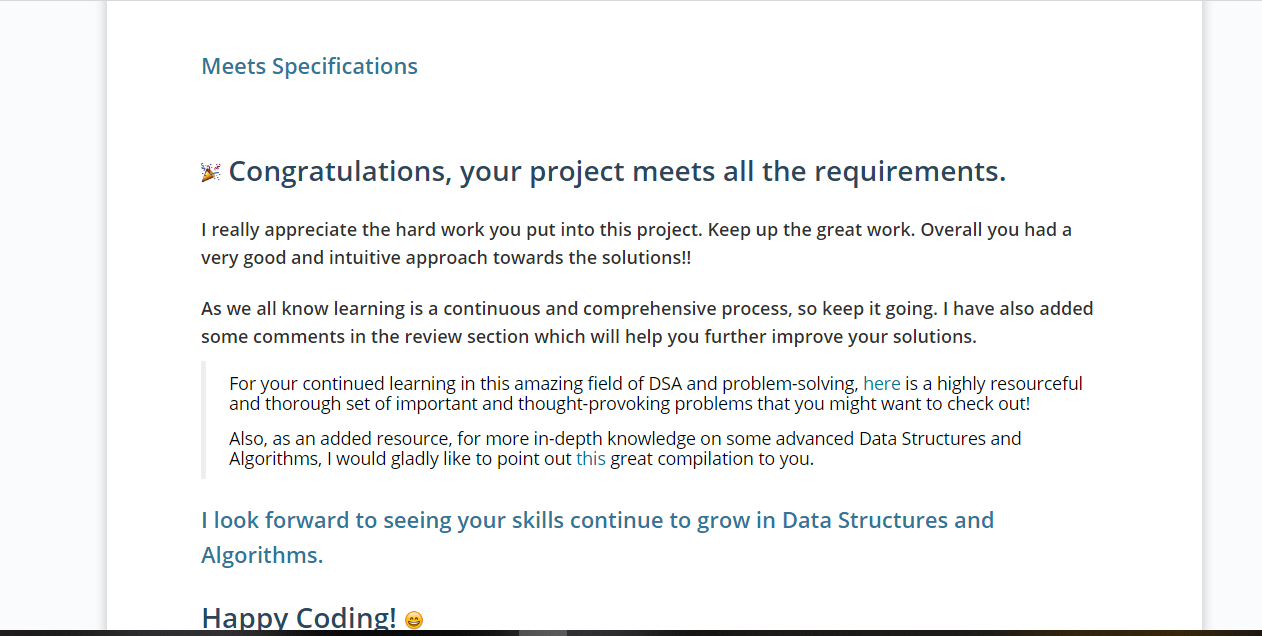 Meets Specifications
🎉 Congratulations, your project meets all the requirements.
I really appreciate the hard work you put into this project. Keep up the great work. Overall you had a
very good and intuitive approach towards the solutions!!
As we all know learning is a continuous and comprehensive process, so keep it going. I have also added
some comments in the review section which will help you further improve your solutions.
For your continued learning in this amazing field of DSA and problem-solving, here is a highly resourceful
and thorough set of important and thought-provoking problems that you might want to check out!
Also, as an added resource, for more in-depth knowledge on some advanced Data Structures and
Algorithms, I would gladly like to point out this great compilation to you.
I look forward to seeing your skills continue to grow in Data Structures and
Algorithms.
Happy Coding! 😄